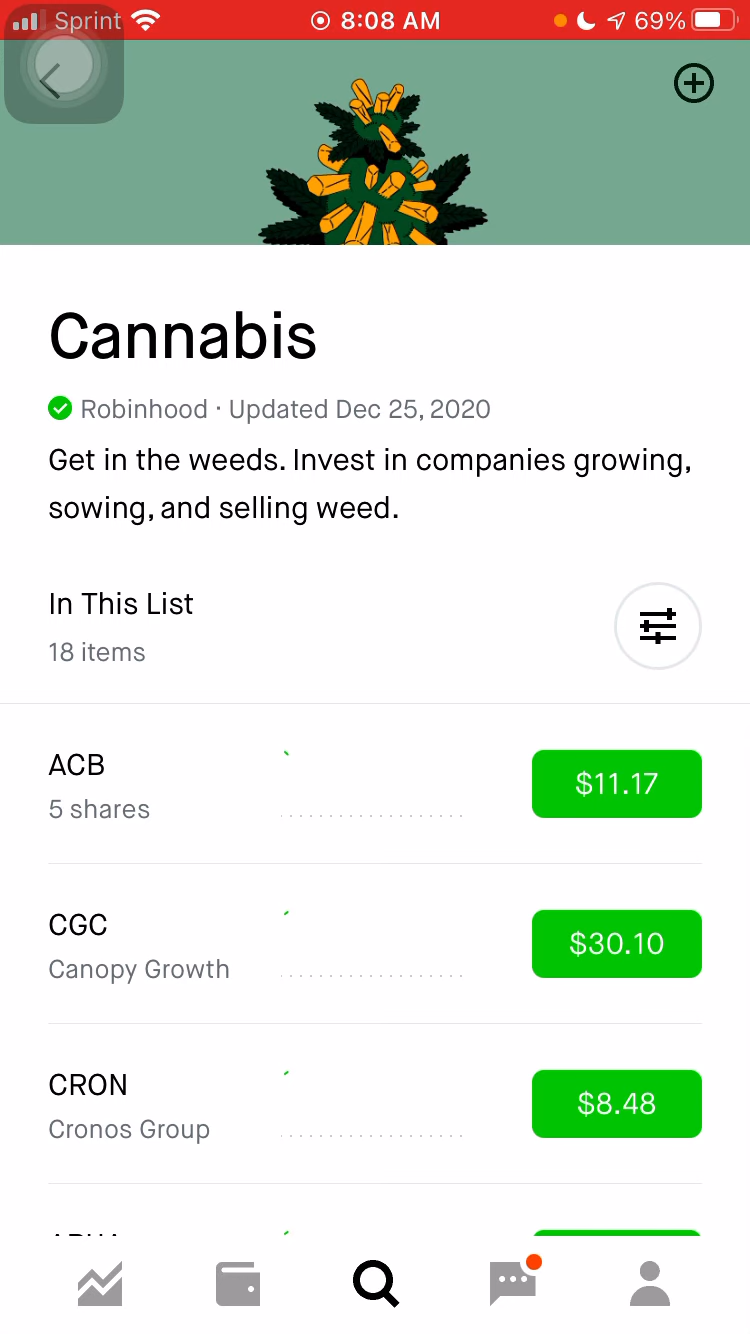 Sprint 8:08 AM 69%
Cannabis
Robinhood · Updated Dec 25, 2020
Get in the weeds. Invest in companies growing,
sowing, and selling weed.
In This List
18 items
ACB
5 shares
$11.17
CGC
Canopy Growth
$30.10
CRON
Cronos Group
$8.48